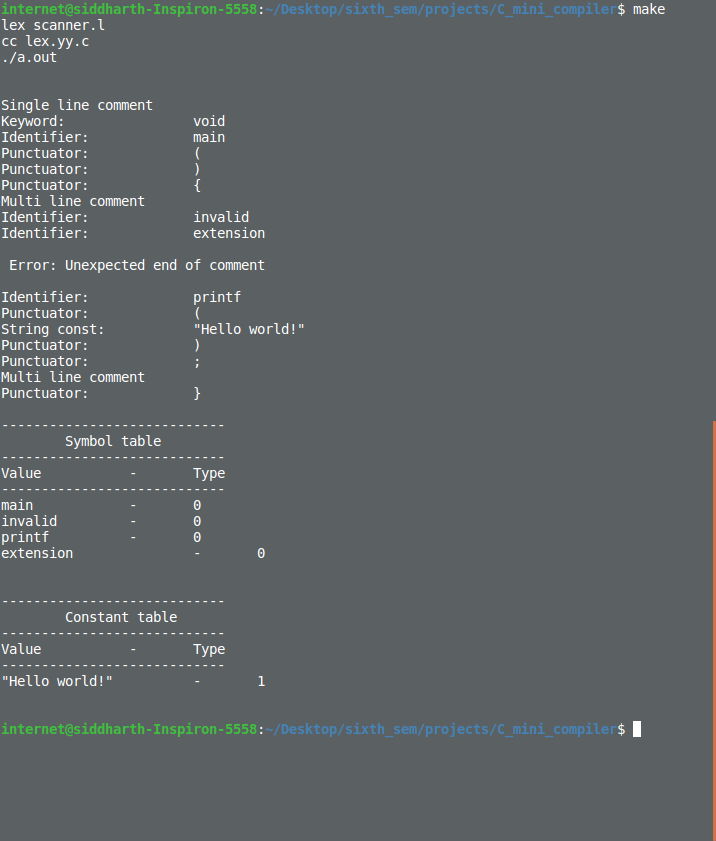 internet@siddharth-Inspiron-5558:~/Desktop/sixth_sem/projects/C_mini_compiler$ make
lex scanner.l
cc lex.yy.c
./a.out
Single line comment
Keyword: void
Identifier: main
Punctuator: (
Punctuator: )
Punctuator: {
Multi line comment
Identifier: invalid
Identifier: extension
Error: Unexpected end of comment
Identifier: printf
Punctuator: (
String const: "Hello world!"
Punctuator: )
Punctuator: ;
Multi line comment
Punctuator: }
----------------------------
Symbol table
----------------------------
Value - Type
----------------------------
main - 0
invalid - 0
printf - 0
extension - 0
----------------------------
Constant table
----------------------------
Value - Type
----------------------------
"Hello world!" - 1
internet@siddharth-Inspiron-5558:~/Desktop/sixth_sem/projects/C_mini_compiler$